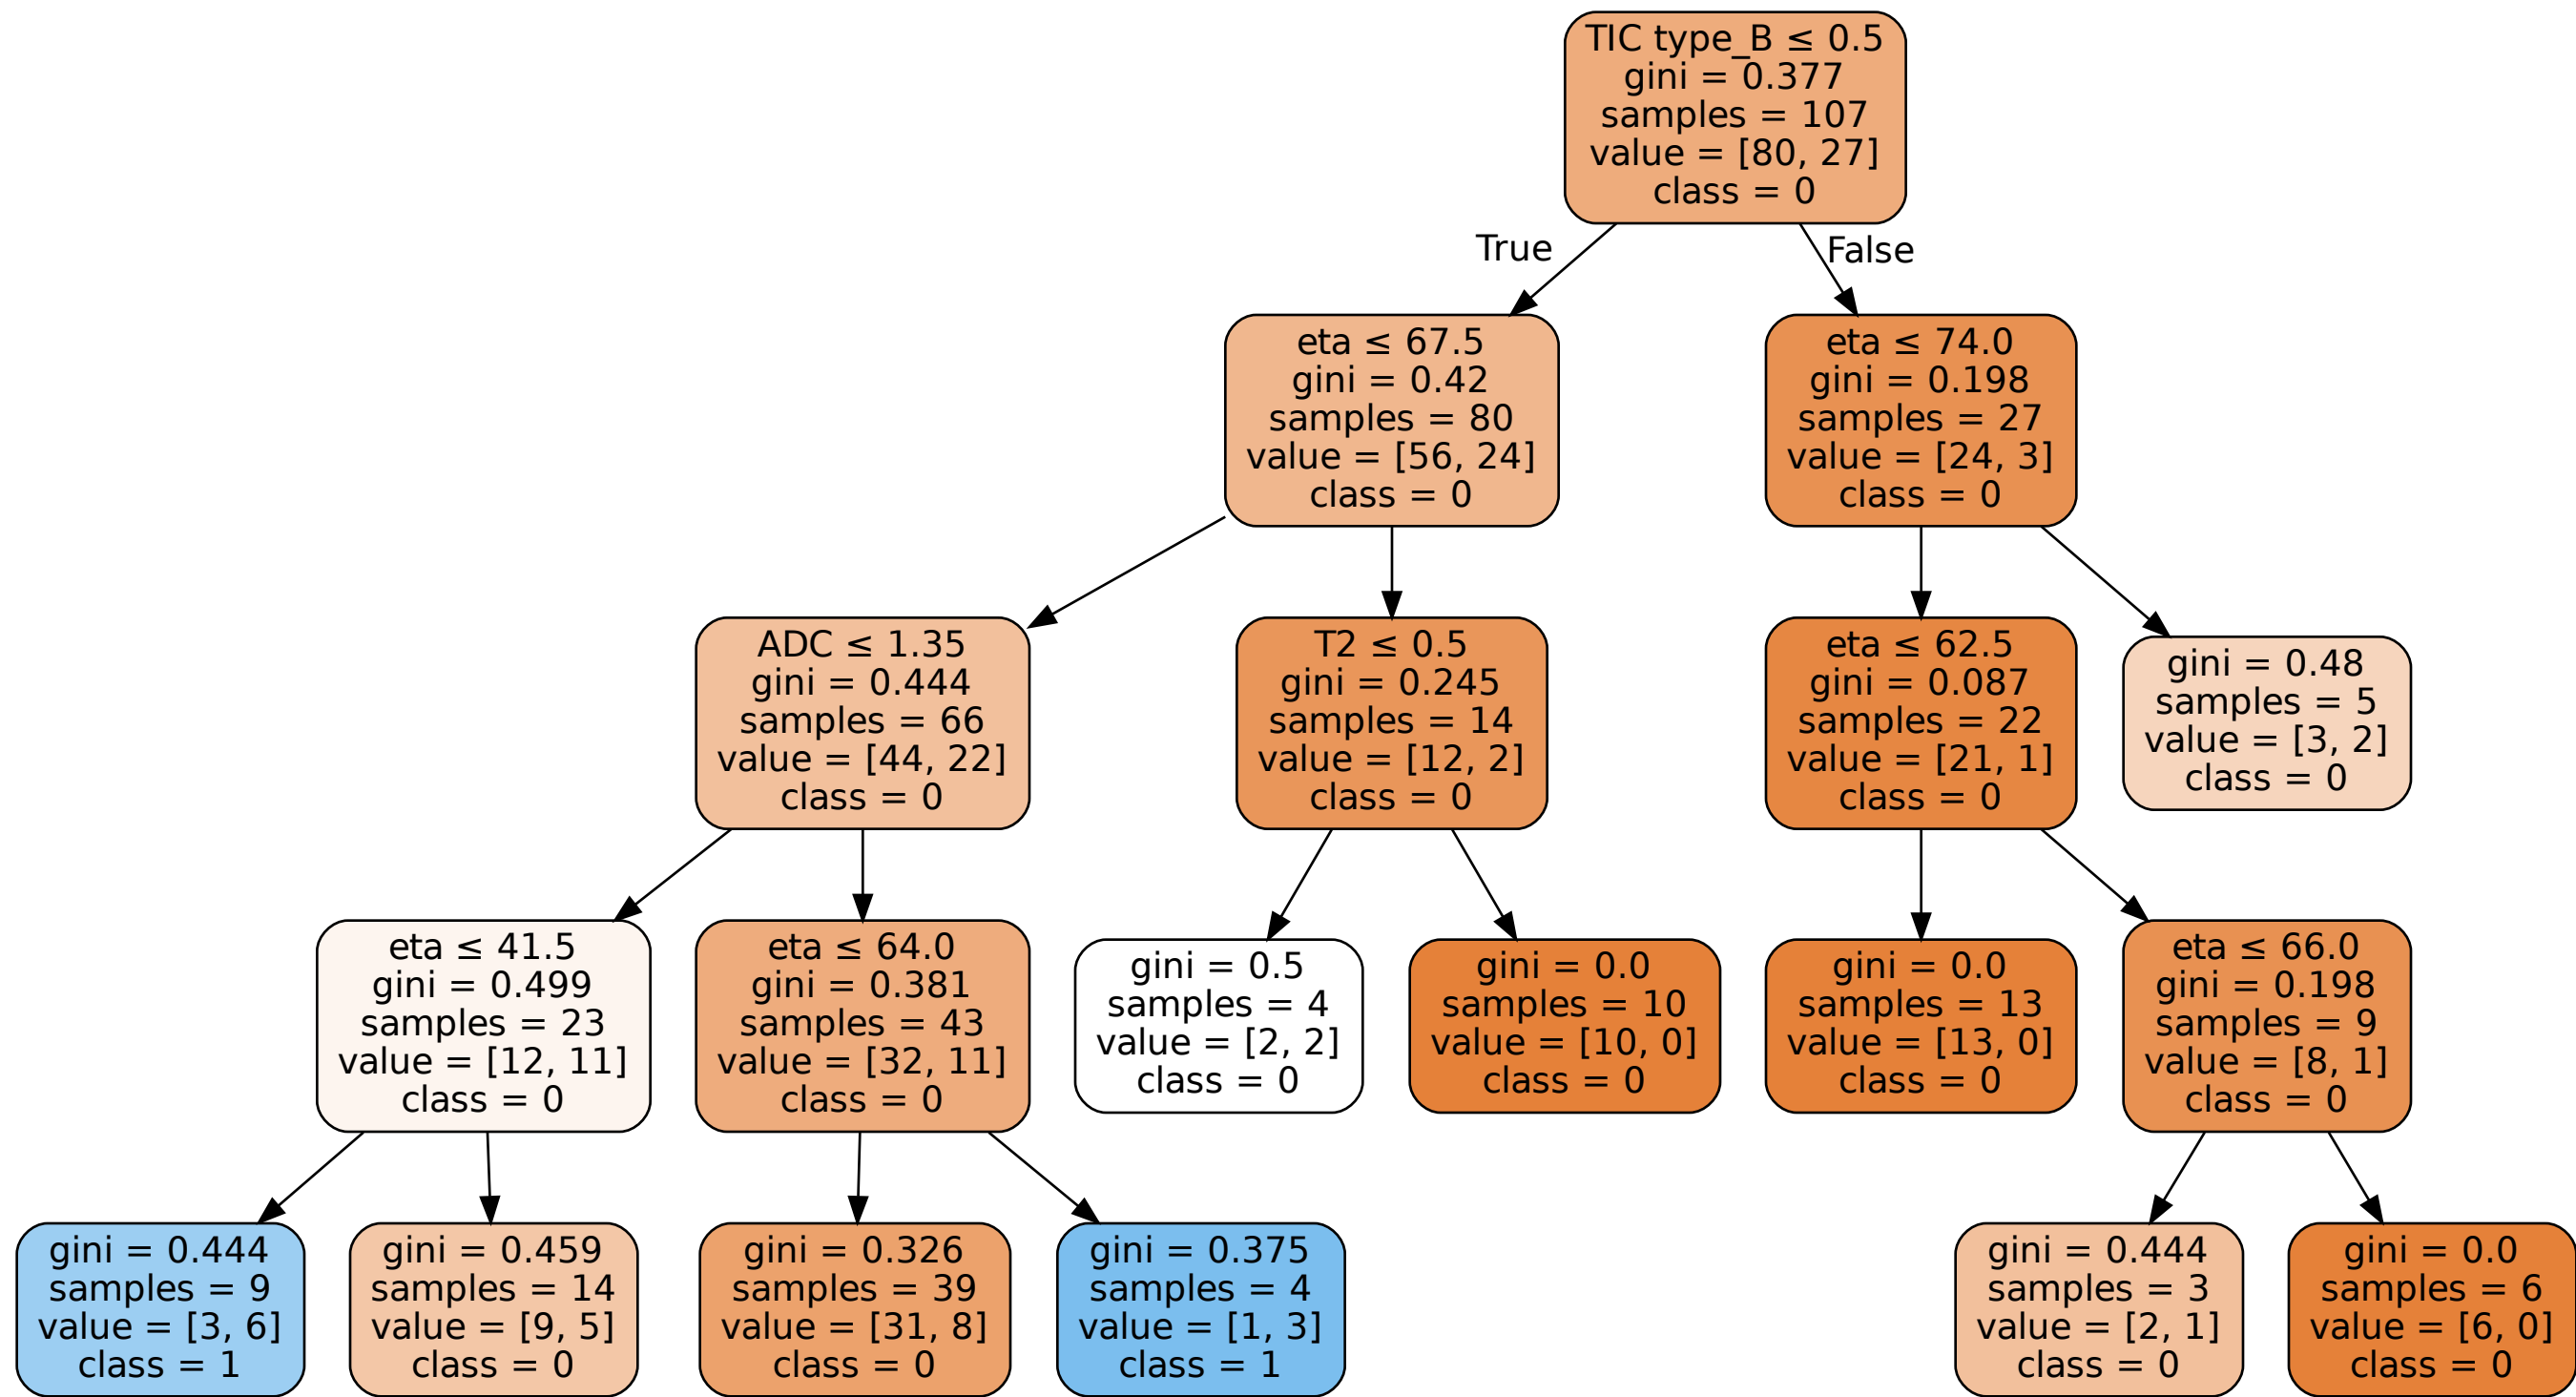 TIC type_B ≤ 0.5
gini = 0.377
samples = 107
value = [80, 27]
class = 0
True
False
eta ≤ 67.5
gini = 0.42
samples = 80
value = [56, 24]
class = 0
eta ≤ 74.0
gini = 0.198
samples = 27
value = [24, 3]
class = 0
ADC ≤ 1.35
gini = 0.444
samples = 66
value = [44, 22]
class = 0
T2 ≤ 0.5
gini = 0.245
samples = 14
value = [12, 2]
class = 0
eta ≤ 62.5
gini = 0.087
samples = 22
value = [21, 1]
class = 0
gini = 0.48
samples = 5
value = [3, 2]
class = 0
eta ≤ 41.5
gini = 0.499
samples = 23
value = [12, 11]
class = 0
eta ≤ 64.0
gini = 0.381
samples = 43
value = [32, 11]
class = 0
gini = 0.5
samples = 4
value = [2, 2]
class = 0
gini = 0.0
samples = 10
value = [10, 0]
class = 0
gini = 0.0
samples = 13
value = [13, 0]
class = 0
eta ≤ 66.0
gini = 0.198
samples = 9
value = [8, 1]
class = 0
gini = 0.444
samples = 9
value = [3, 6]
class = 1
gini = 0.459
samples = 14
value = [9, 5]
class = 0
gini = 0.326
samples = 39
value = [31, 8]
class = 0
gini = 0.375
samples = 4
value = [1, 3]
class = 1
gini = 0.444
samples = 3
value = [2, 1]
class = 0
gini = 0.0
samples = 6
value = [6, 0]
class = 0